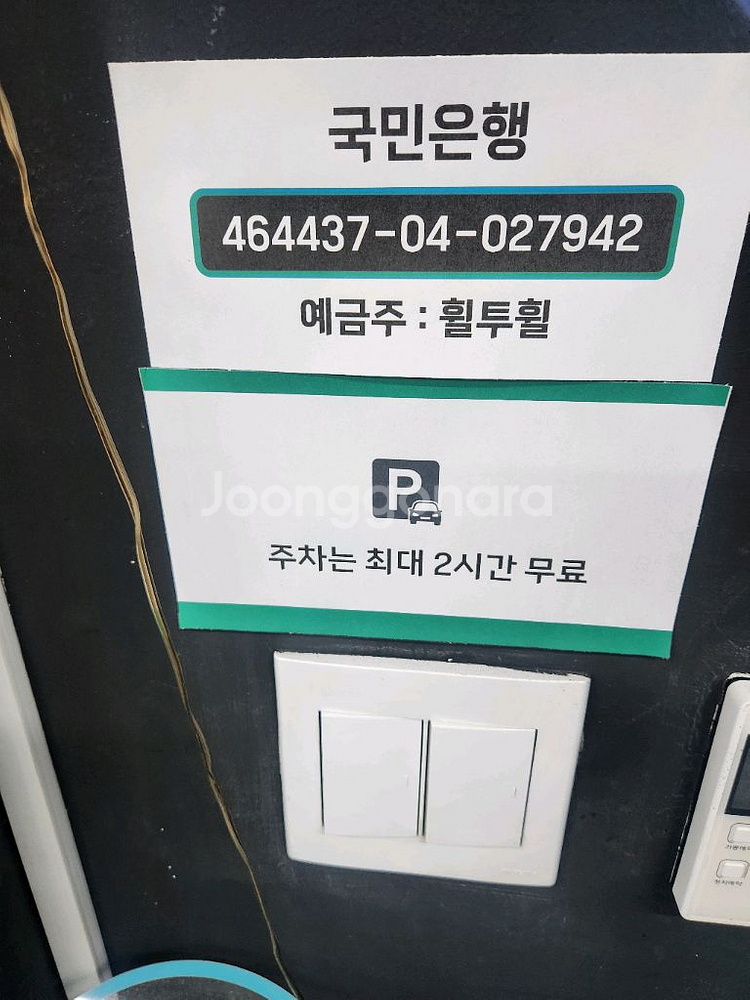 국민은행
464437-04-027942
예금주 : 휠투휠
P
Joonggonara
주차는 최대 2시간 무료